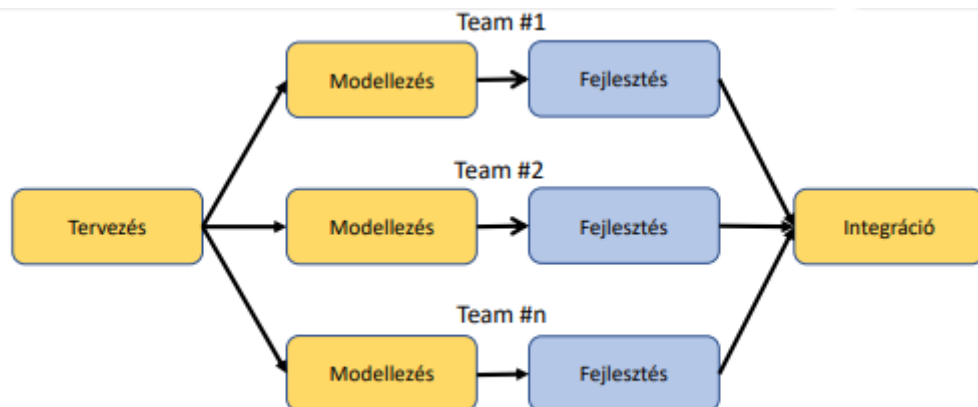 Team #1
Modellezés
Fejlesztés
Team #2
Tervezés
Modellezés
Fejlesztés
Integráció
Team #n
Modellezés
Fejlesztés